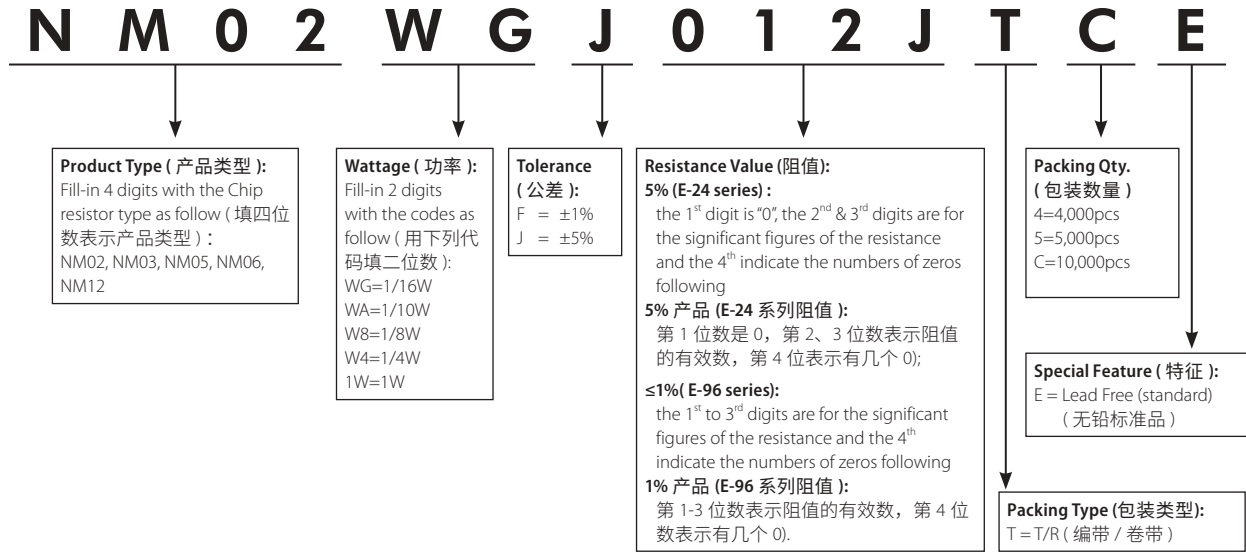 N M 0 2 W G J 0 1 2 J T C E
Product Type ( 产品类型 ):
Fill-in 4 digits with the Chip
resistor type as follow ( 填四位
数表示产品类型 ) :
NM02, NM03, NM05, NM06,
NM12
Wattage ( 功率 ):
Fill-in 2 digits
with the codes as
follow ( 用下列代
码填二位数 ):
WG=1/16W
WA=1/10W
W8=1/8W
W4=1/4W
1W=1W
Tolerance
( 公差 ):
F = ±1%
J = ±5%
Resistance Value (阻值):
5% (E-24 series) :
the 1st digit is "0", the 2nd & 3rd digits are for
the significant figures of the resistance
and the 4th indicate the numbers of zeros
following
5% 产品 (E-24 系列阻值 ):
第 1 位数是 0，第 2、3 位数表示阻值
的有效数，第 4 位表示有几个 0);
≤1%( E-96 series):
the 1st to 3rd digits are for the significant
figures of the resistance and the 4th
indicate the numbers of zeros following
1% 产品 (E-96 系列阻值 ):
第 1-3 位数表示阻值的有效数，第 4 位
数表示有几个 0).
Packing Qty.
( 包装数量 )
4=4,000pcs
5=5,000pcs
C=10,000pcs
Special Feature ( 特征 ):
E = Lead Free (standard)
( 无铅标准品 )
Packing Type (包装类型):
T = T/R ( 编带 / 卷带 )